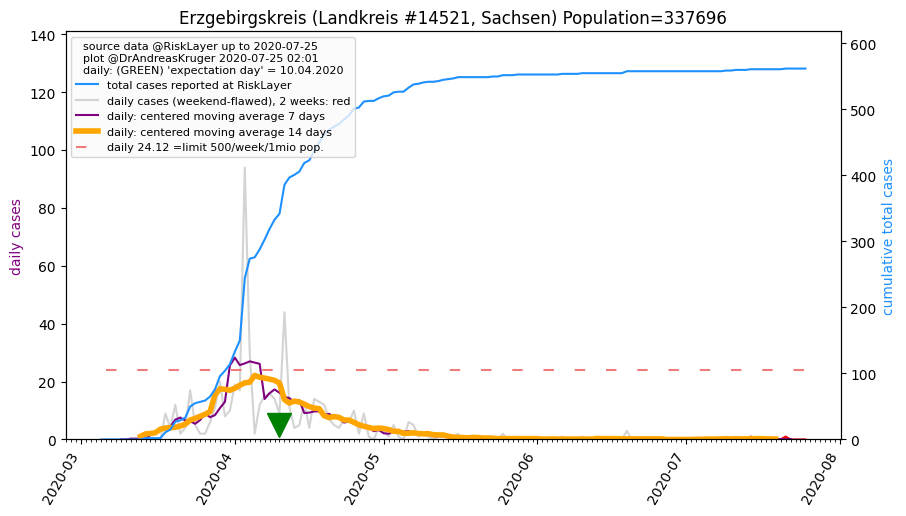 Erzgebirgskreis (Landkreis #14521, Sachsen) Population=337696
source data @RiskLayer up to 2020-07-25
plot @DrAndreasKruger 2020-07-25 02:01
daily: (GREEN) 'expectation day' = 10.04.2020
total cases reported at RiskLayer
daily cases (weekend-flawed), 2 weeks: red
daily: centered moving average 7 days
daily: centered moving average 14 days
daily 24.12 =limit 500/week/1mio pop.
daily cases
140
120
100
80
60
40
20
0
cumulative total cases
600
500
400
300
200
100
0
2020-03
2020-04
2020-05
2020-06
2020-07
2020-08